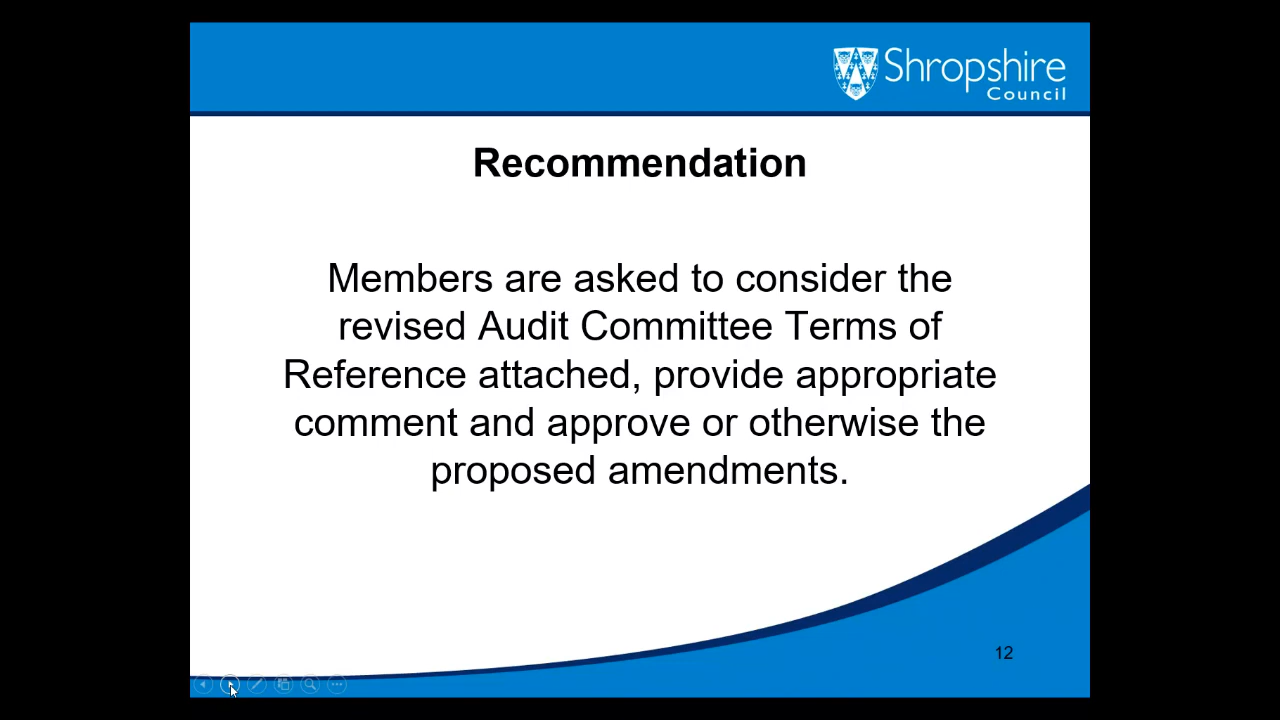 Shropshire
Council
Recommendation
Members are asked to consider the
revised Audit Committee Terms of
Reference attached, provide appropriate
comment and approve or otherwise the
proposed amendments.
12